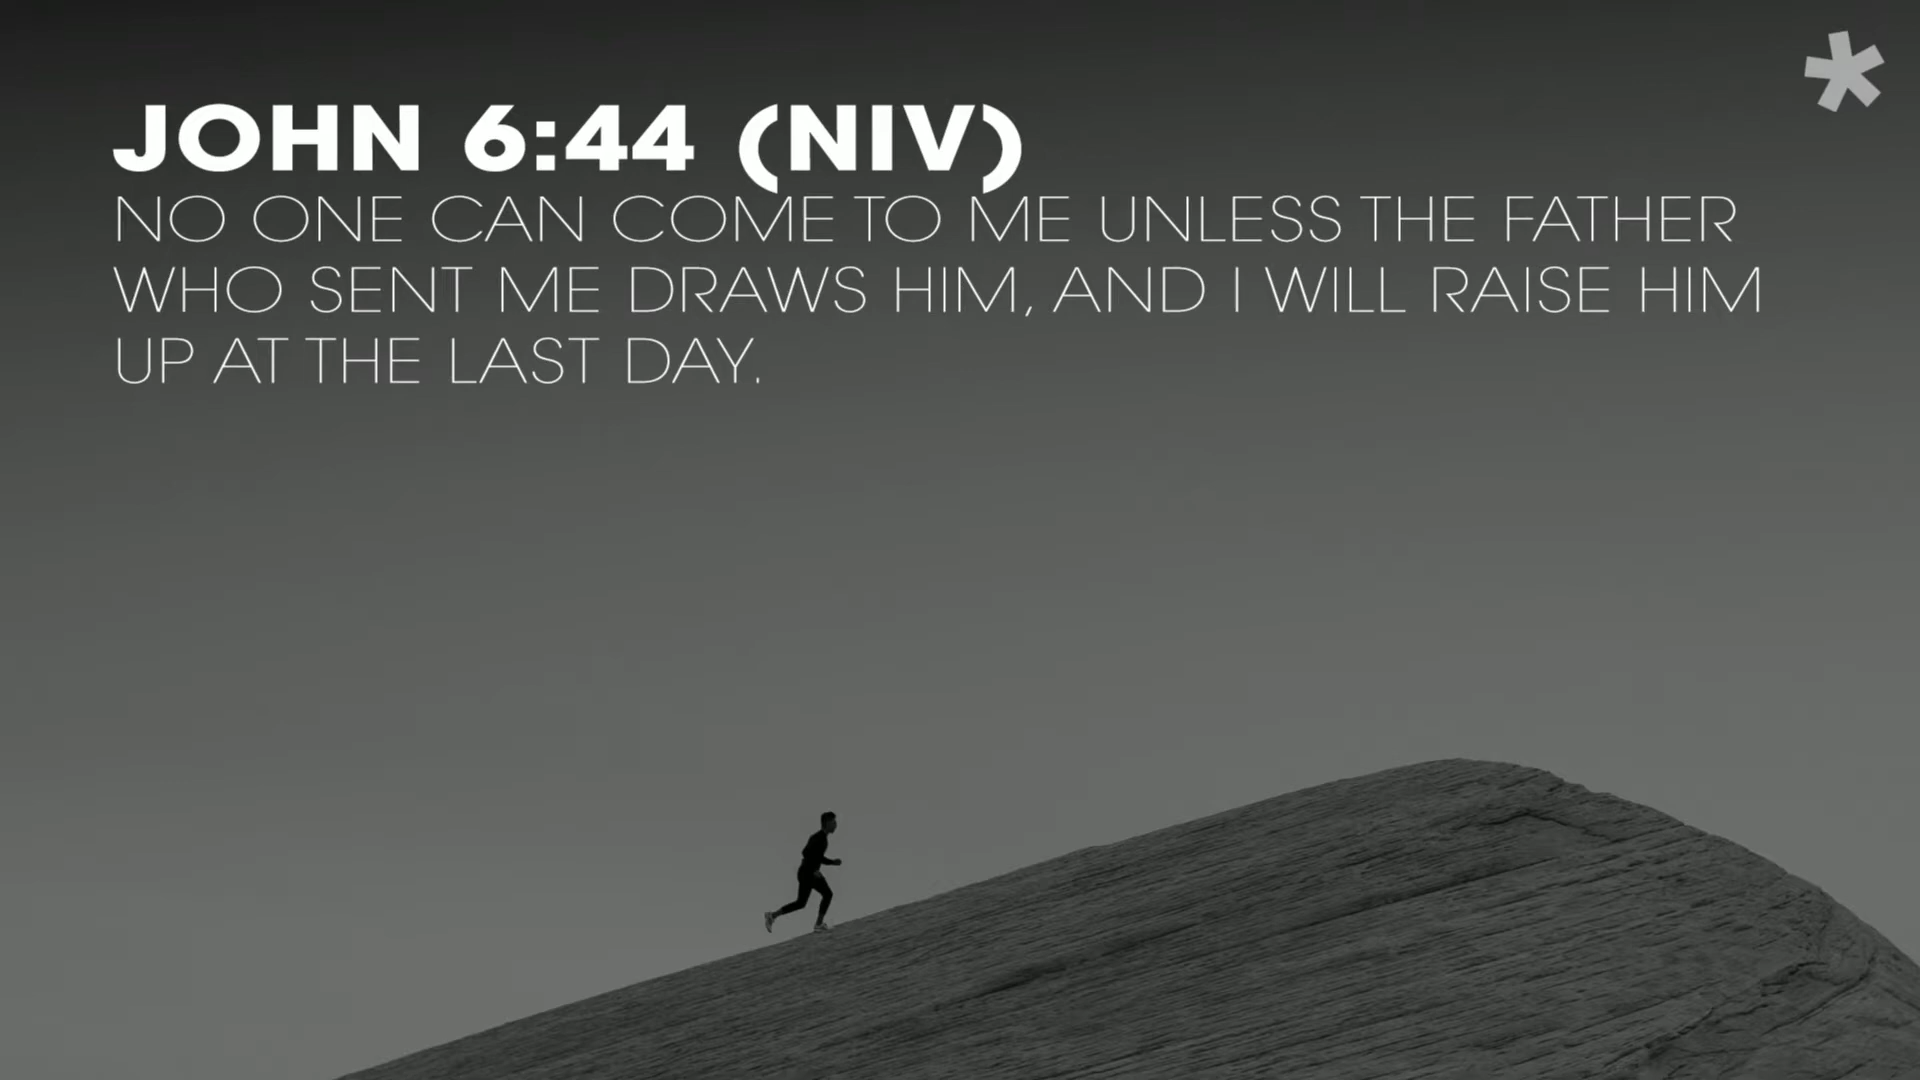 JOHN 6:44 (NIV)
NO ONE CAN COME TO ME UNLESS THE FATHER
WHO SENT ME DRAWS HIM, AND I WILL RAISE HIM
UP AT THE LAST DAY.